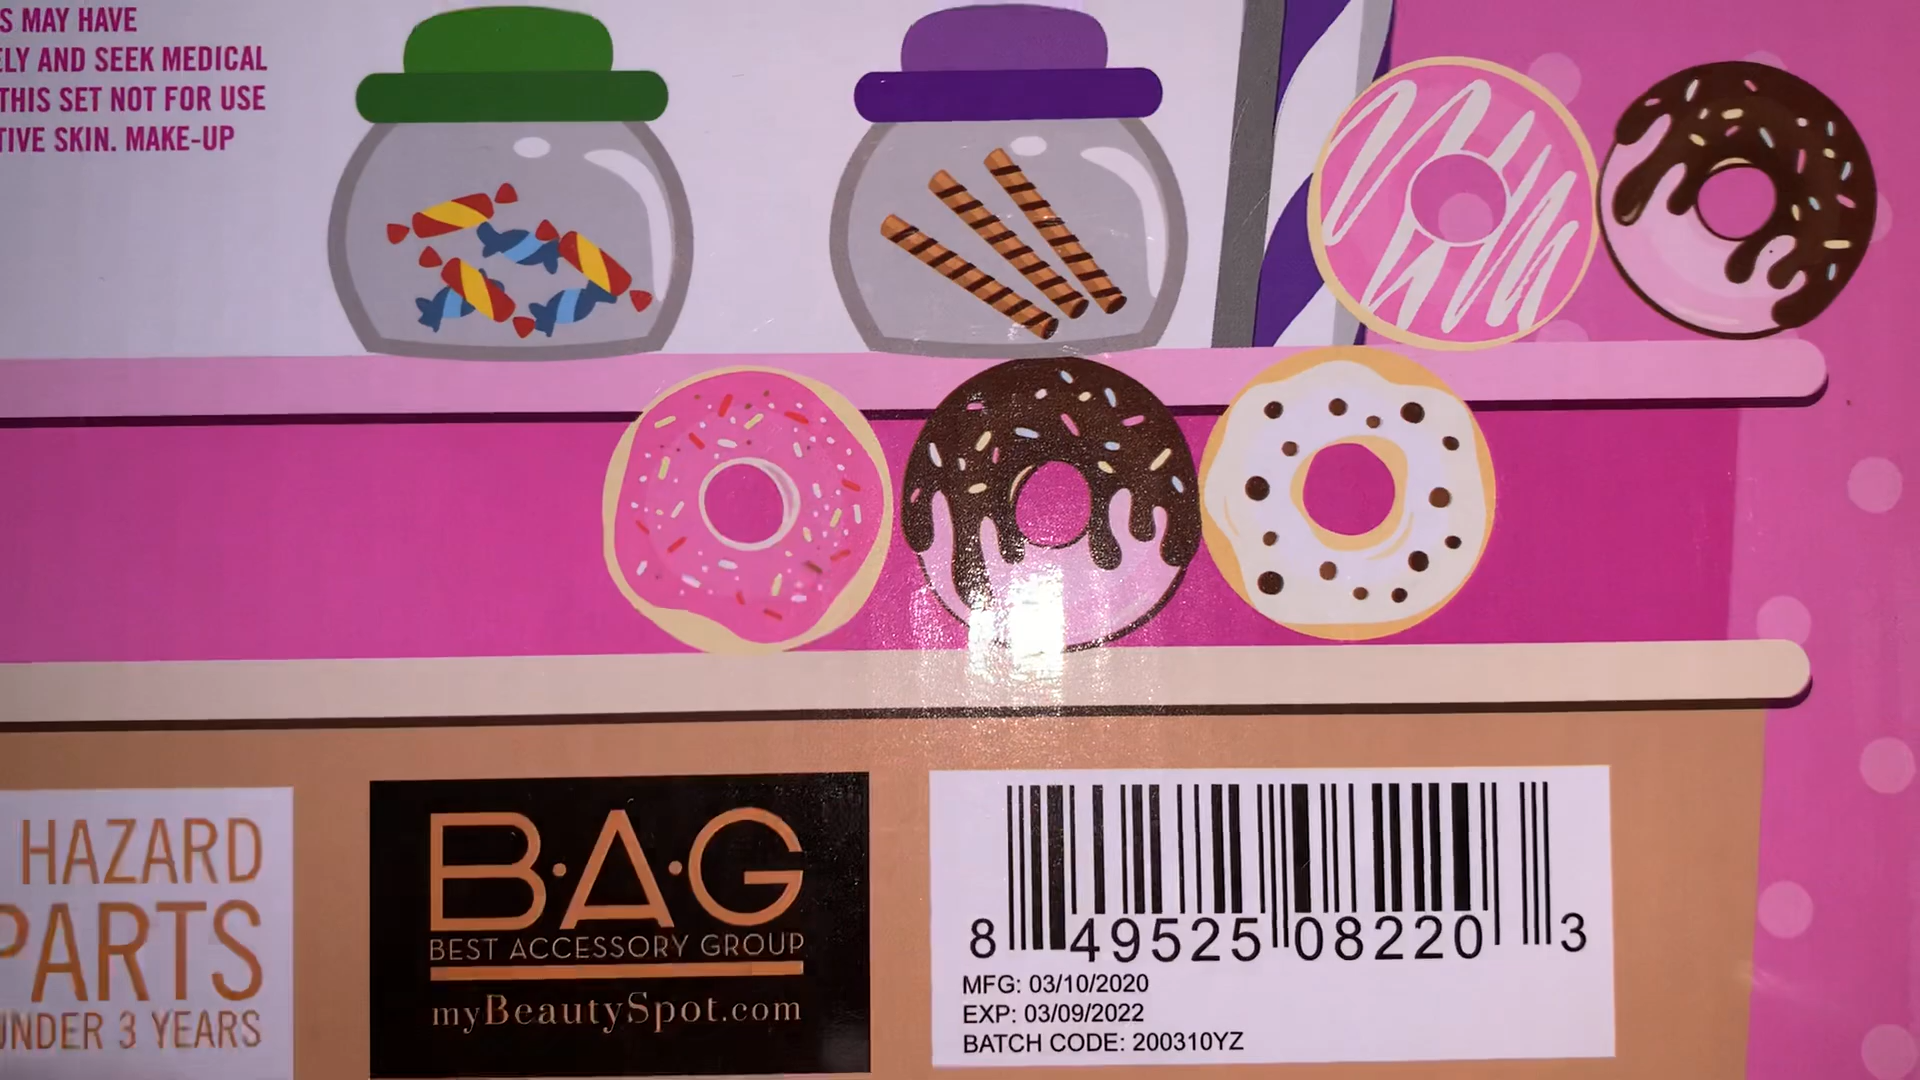 S MAY HAVE
ELY AND SEEK MEDICAL
THIS SET NOT FOR USE
TIVE SKIN. MAKE-UP
HAZARD
PARTS
UNDER 3 YEARS
B·A·G
BEST ACCESSORY GROUP
myBeautySpot.com
8 49525 08220 3
MFG: 03/10/2020
EXP: 03/09/2022
BATCH CODE: 200310YZ